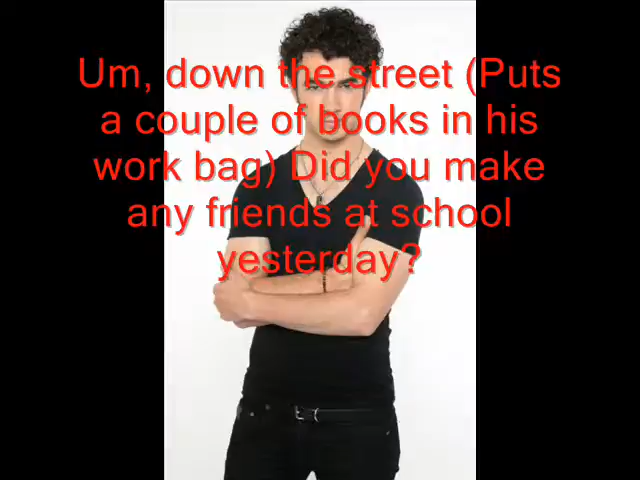 Um, down the street (Puts
a couple of books in his
work bag) Did you make
any friends at school
yesterday?